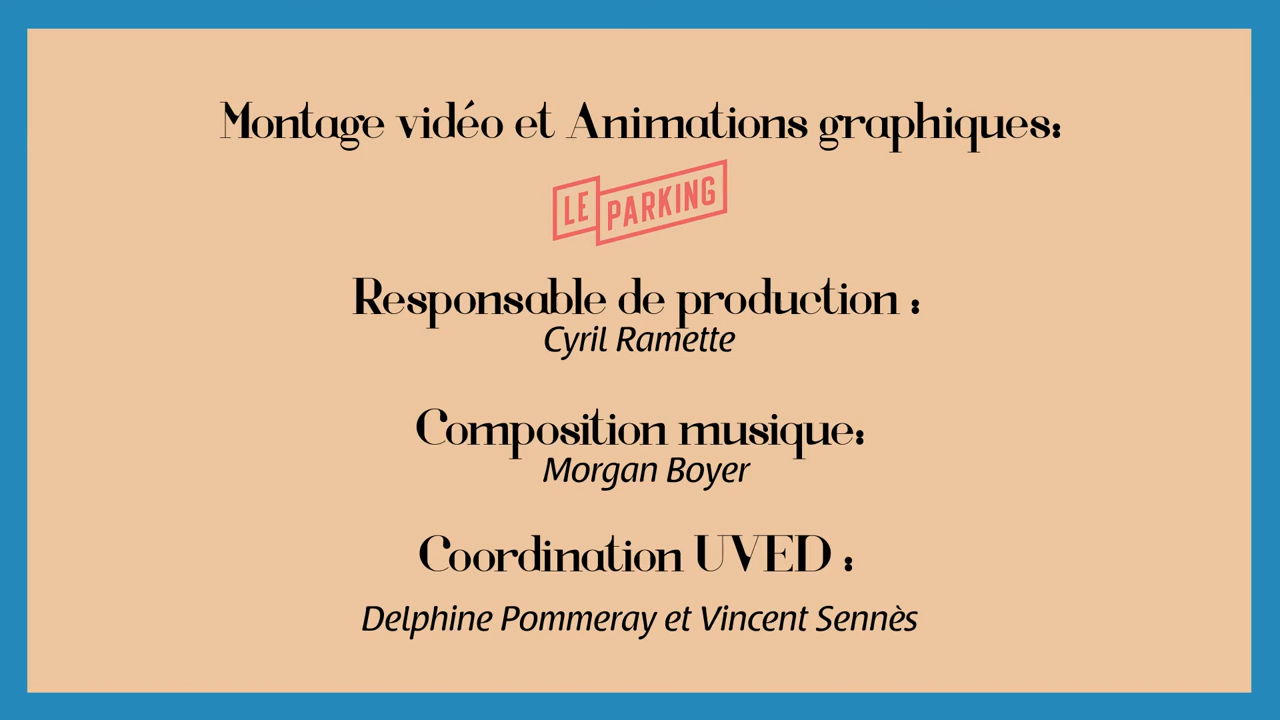 Montage vidéo et Animations graphiques:
LE PARKING
Responsable de production :
Cyril Ramette
Composition musique:
Morgan Boyer
Coordination UVED :
Delphine Pommeray et Vincent Sennès